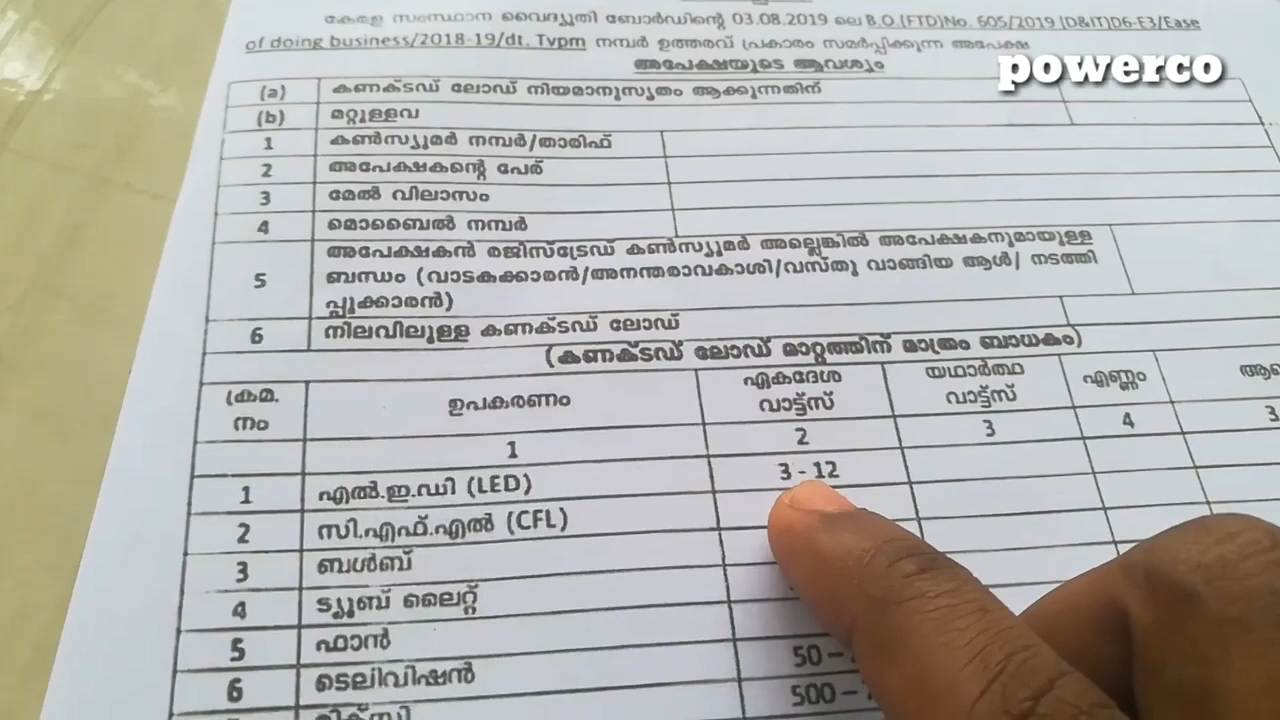 കേരള സംസ്ഥാന വൈദ്യുതി ബോർഡിന്റെ 03.08.2019 ലെ B.O.(FTD)No. 605/2019 (D&IT)D6-E3/Ease
of doing business/2018-19/dt. Tvpm നമ്പർ ഉത്തരവ് പ്രകാരം സമർപ്പിക്കുന്ന അപേക്ഷ
അപേക്ഷയുടെ ആവശ്യം
powerco
(a) കണക്ടഡ് ലോഡ് നിയമാനുസൃതം ആക്കുന്നതിന്
(b) മറ്റുള്ളവ
1 കൺസ്യൂമർ നമ്പർ/താരിഫ്
2 അപേക്ഷകന്റെ പേര്
3 മേൽ വിലാസം
4 മൊബൈൽ നമ്പർ
അപേക്ഷകൻ രജിസ്ട്രേഡ് കൺസ്യൂമർ അല്ലെങ്കിൽ അപേക്ഷകനുമായുള്ള
5 ബന്ധം (വാടകക്കാരൻ/അനന്തരാവകാശി/വസ്തു വാങ്ങിയ ആൾ/ നടത്തി
പ്പൂക്കാരൻ)
6 നിലവിലുള്ള കണക്ടഡ് ലോഡ്
(കണക്ടഡ് ലോഡ് മാറ്റത്തിന് മാത്രം ബാധകം)
ക്രമ. നം ഉപകരണം ഏകദേശ വാട്ട്സ് യഥാർത്ഥ വാട്ട്സ് എണ്ണം
1 2 3 4 3
1 എൽ.ഇ.ഡി (LED) 3 - 12
2 സി.എഫ്.എൽ (CFL)
3 ബൾബ്
4 ട്യൂബ് ലൈറ്റ്
5 ഫാൻ
6 ടെലിവിഷൻ 50 –
മിക്സി 500 –